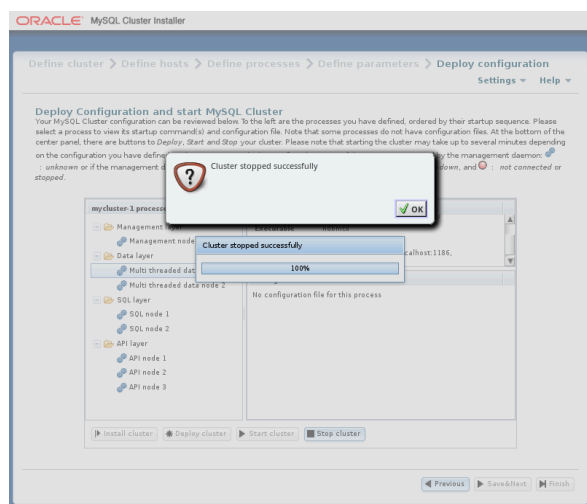 ORACLE MySQL Cluster Installer
Define cluster > Define hosts > Define processes > Define parameters > Deploy configuration
Settings Help
Deploy Configuration and start MySQL Cluster
Your MySQL Cluster configuration can be reviewed below. To the left are the processes you have defined, ordered by their startup sequence. Please
select a process to view its startup command(s) and configuration file. Note that some processes do not have configuration files. At the bottom of the
center panel, there are buttons to Deploy, Start and Stop your cluster. Please note that starting the cluster may take up to several minutes depending
on the configuration you have define by the management daemon:
: unknown or if the management d down, and : not connected or
stopped.
Cluster stopped successfully
OK
mycluster-1 process
Management layer
Executable
Management node
Cluster stopped successfully
100%
calhost:1186,
Data layer
Multi threaded dat
Multi threaded data node 2
No configuration file for this process
SQL layer
SQL node 1
SQL node 2
API layer
API node 1
API node 2
API node 3
Install cluster Deploy cluster Start cluster Stop cluster
Previous Save&Next Finish